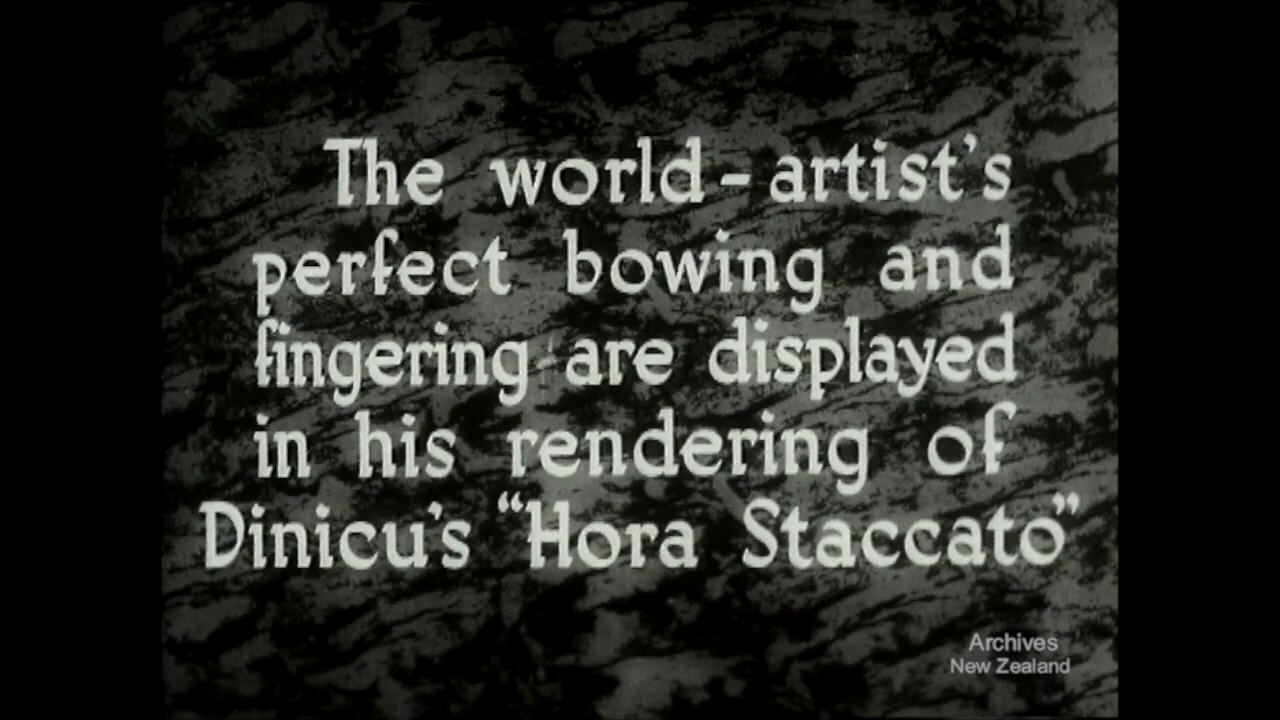 The world-artist's
perfect bowing and
fingering are displayed
in his rendering of
Dinicu's "Hora Staccato"
Archives
New Zealand